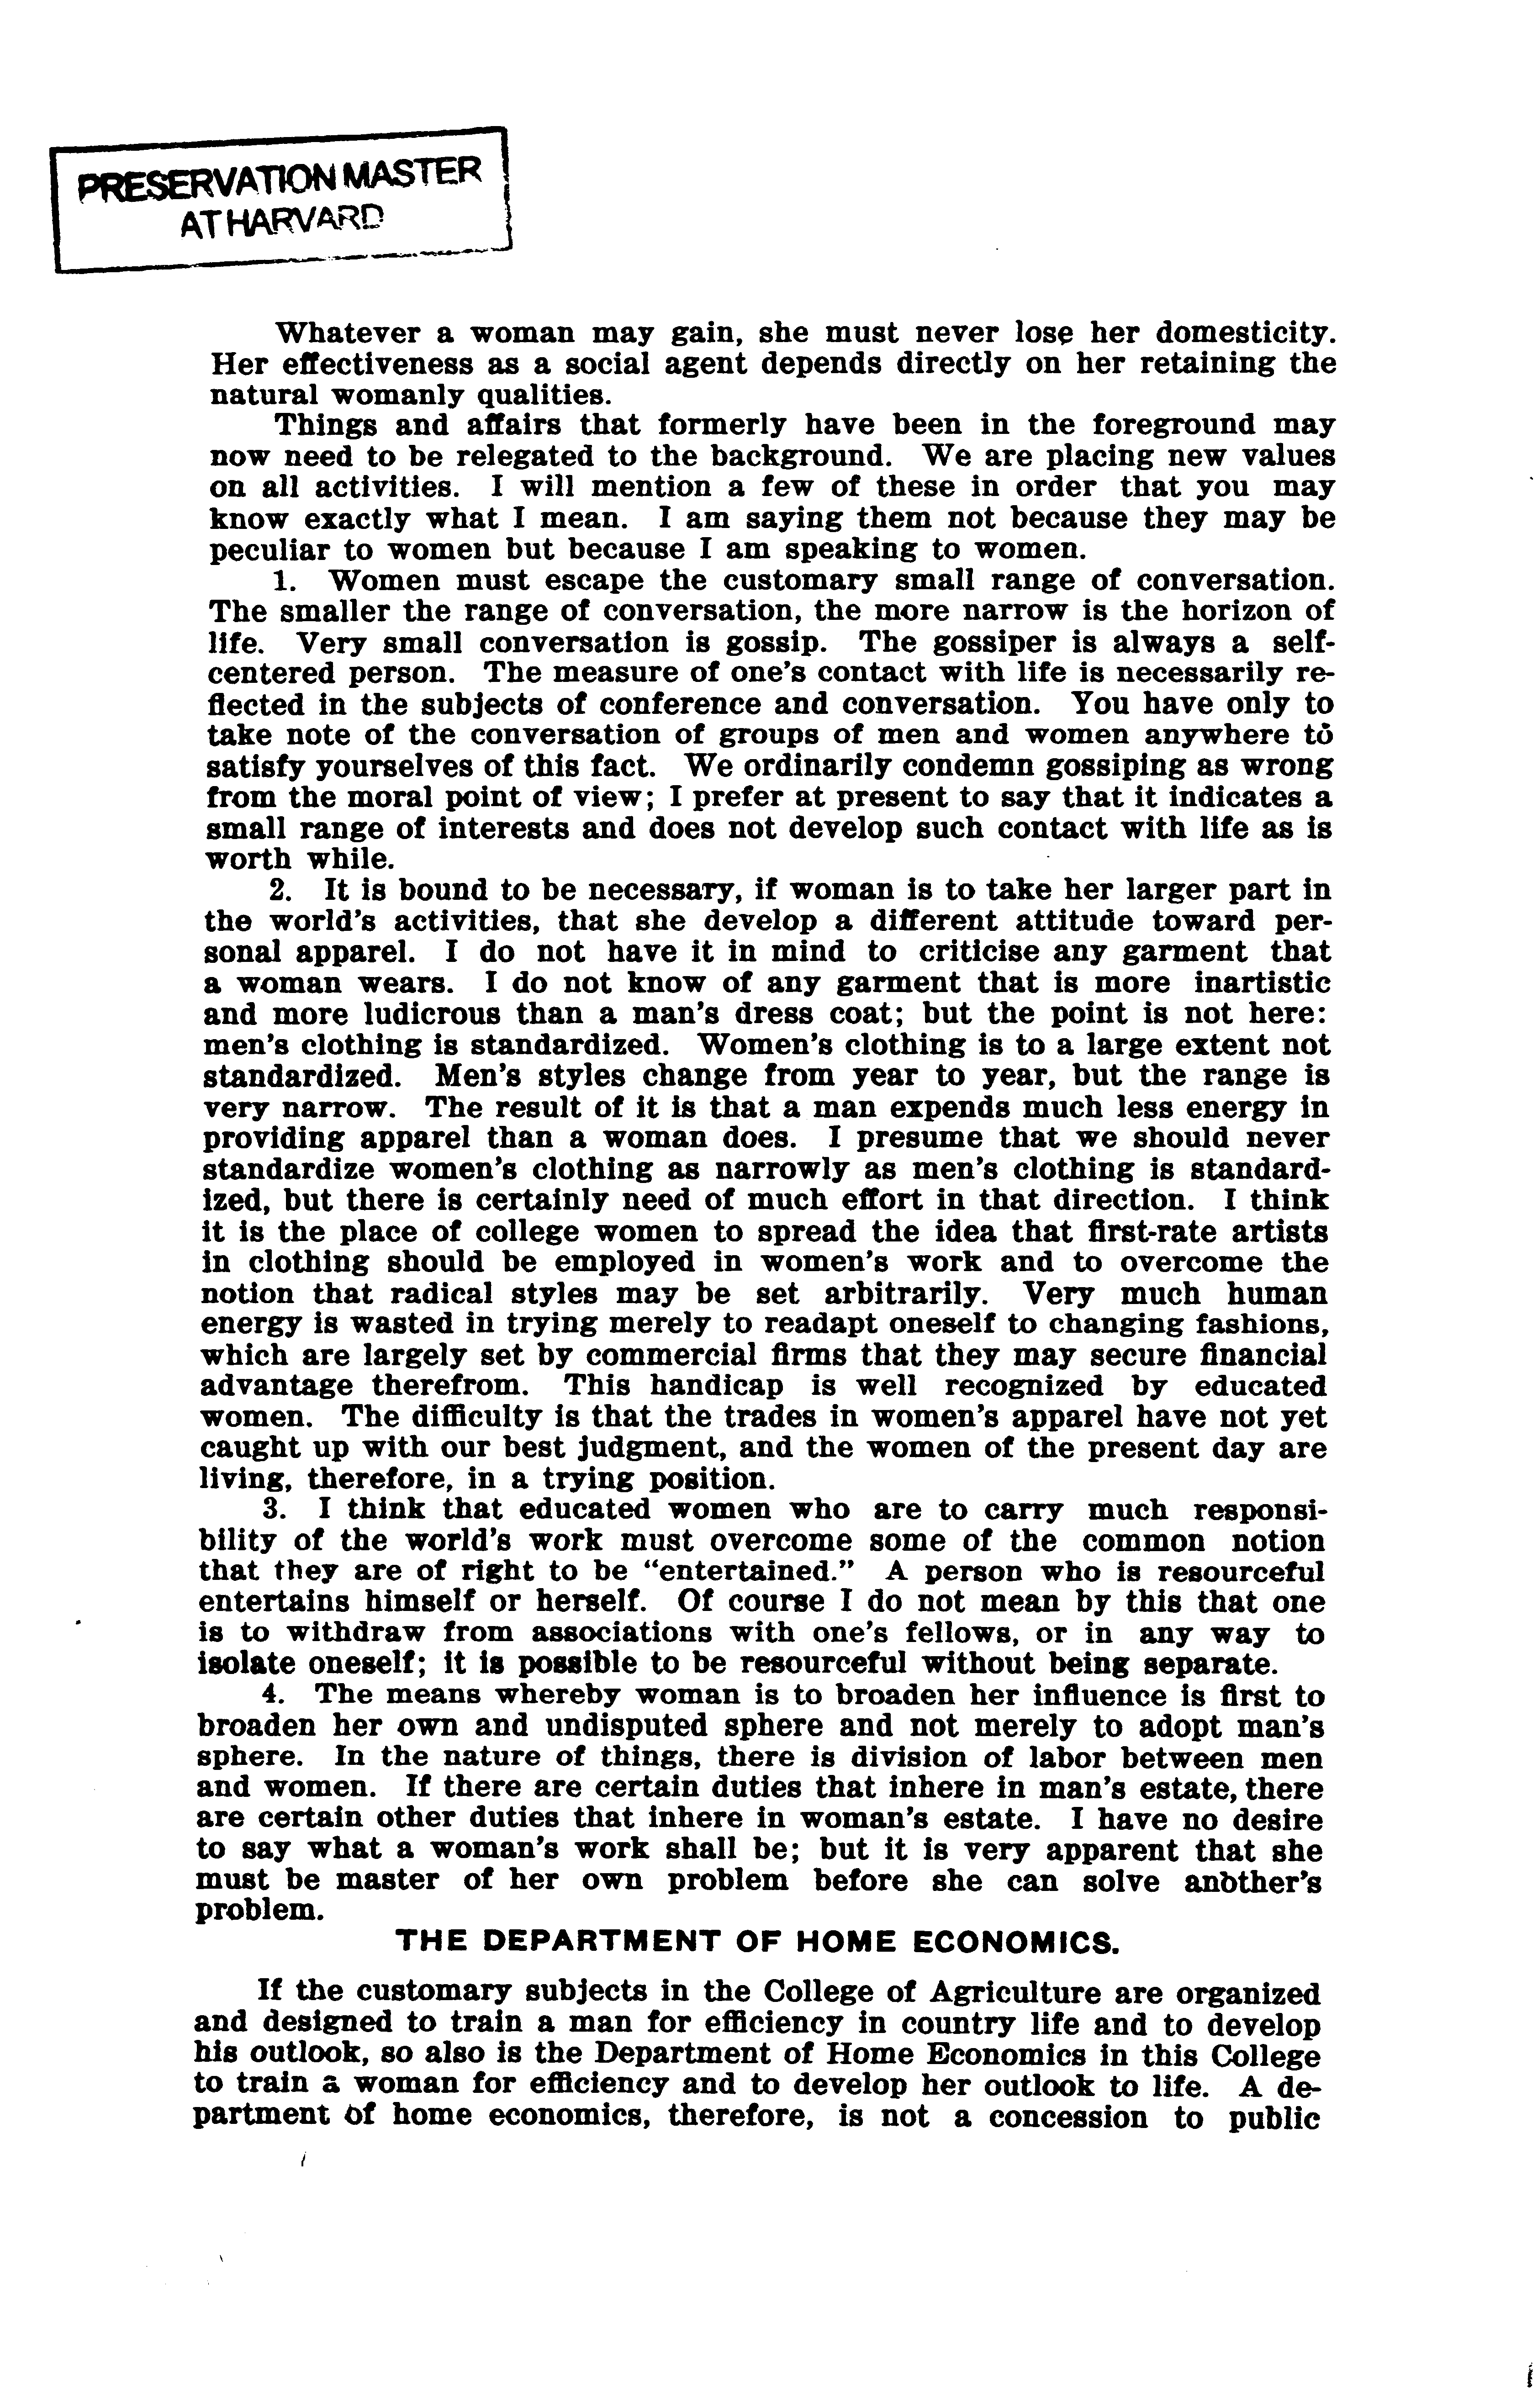 PRESERVATION MASTER
AT HARVARD
Whatever a woman may gain, she must never lose her domesticity.
Her effectiveness as a social agent depends directly on her retaining the
natural womanly qualities.
Things and affairs that formerly have been in the foreground may
now need to be relegated to the background. We are placing new values
on all activities. I will mention a few of these in order that you may
know exactly what I mean. I am saying them not because they may be
peculiar to women but because I am speaking to women.
1. Women must escape the customary small range of conversation.
The smaller the range of conversation, the more narrow is the horizon of
life. Very small conversation is gossip. The gossiper is always a self-
centered person. The measure of one's contact with life is necessarily re-
flected in the subjects of conference and conversation. You have only to
take note of the conversation of groups of men and women anywhere to
satisfy yourselves of this fact. We ordinarily condemn gossiping as wrong
from the moral point of view; I prefer at present to say that it indicates a
small range of interests and does not develop such contact with life as is
worth while.
2. It is bound to be necessary, if woman is to take her larger part in
the world's activities, that she develop a different attitude toward per-
sonal apparel. I do not have it in mind to criticise any garment that
a woman wears. I do not know of any garment that is more inartistic
and more ludicrous than a man's dress coat; but the point is not here:
men's clothing is standardized. Women's clothing is to a large extent not
standardized. Men's styles change from year to year, but the range is
very narrow. The result of it is that a man expends much less energy in
providing apparel than a woman does. I presume that we should never
standardize women's clothing as narrowly as men's clothing is standard-
ized, but there is certainly need of much effort in that direction. I think
it is the place of college women to spread the idea that first-rate artists
in clothing should be employed in women's work and to overcome the
notion that radical styles may be set arbitrarily. Very much human
energy is wasted in trying merely to readapt oneself to changing fashions,
which are largely set by commercial firms that they may secure financial
advantage therefrom. This handicap is well recognized by educated
women. The difficulty is that the trades in women's apparel have not yet
caught up with our best judgment, and the women of the present day are
living, therefore, in a trying position.
3. I think that educated women who are to carry much responsi-
bility of the world's work must overcome some of the common notion
that they are of right to be "entertained." A person who is resourceful
entertains himself or herself. Of course I do not mean by this that one
is to withdraw from associations with one's fellows, or in any way to
isolate oneself; it is possible to be resourceful without being separate.
4. The means whereby woman is to broaden her influence is first to
broaden her own and undisputed sphere and not merely to adopt man's
sphere. In the nature of things, there is division of labor between men
and women. If there are certain duties that inhere in man's estate, there
are certain other duties that inhere in woman's estate. I have no desire
to say what a woman's work shall be; but it is very apparent that she
must be master of her own problem before she can solve another's
problem.
THE DEPARTMENT OF HOME ECONOMICS.
If the customary subjects in the College of Agriculture are organized
and designed to train a man for efficiency in country life and to develop
his outlook, so also is the Department of Home Economics in this College
to train a woman for efficiency and to develop her outlook to life. A de-
partment of home economics, therefore, is not a concession to public